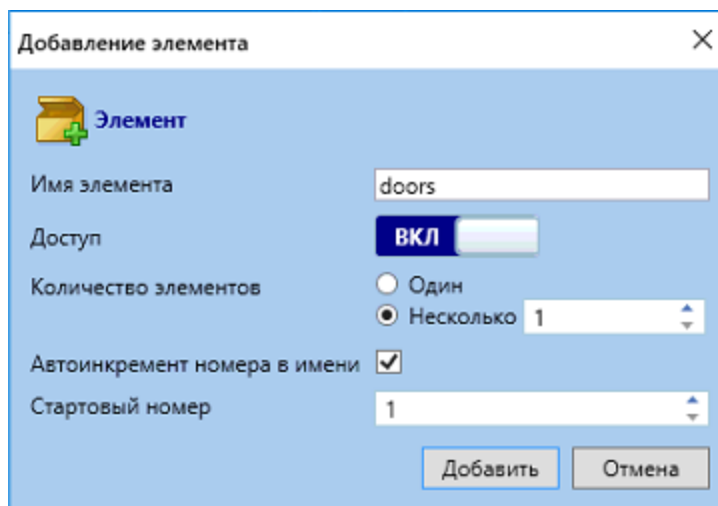 Добавление элемента
Элемент
Имя элемента doors
Доступ ВКЛ
Количество элементов Один
Несколько 1
Автоинкремент номера в имени
Стартовый номер 1
Добавить Отмена